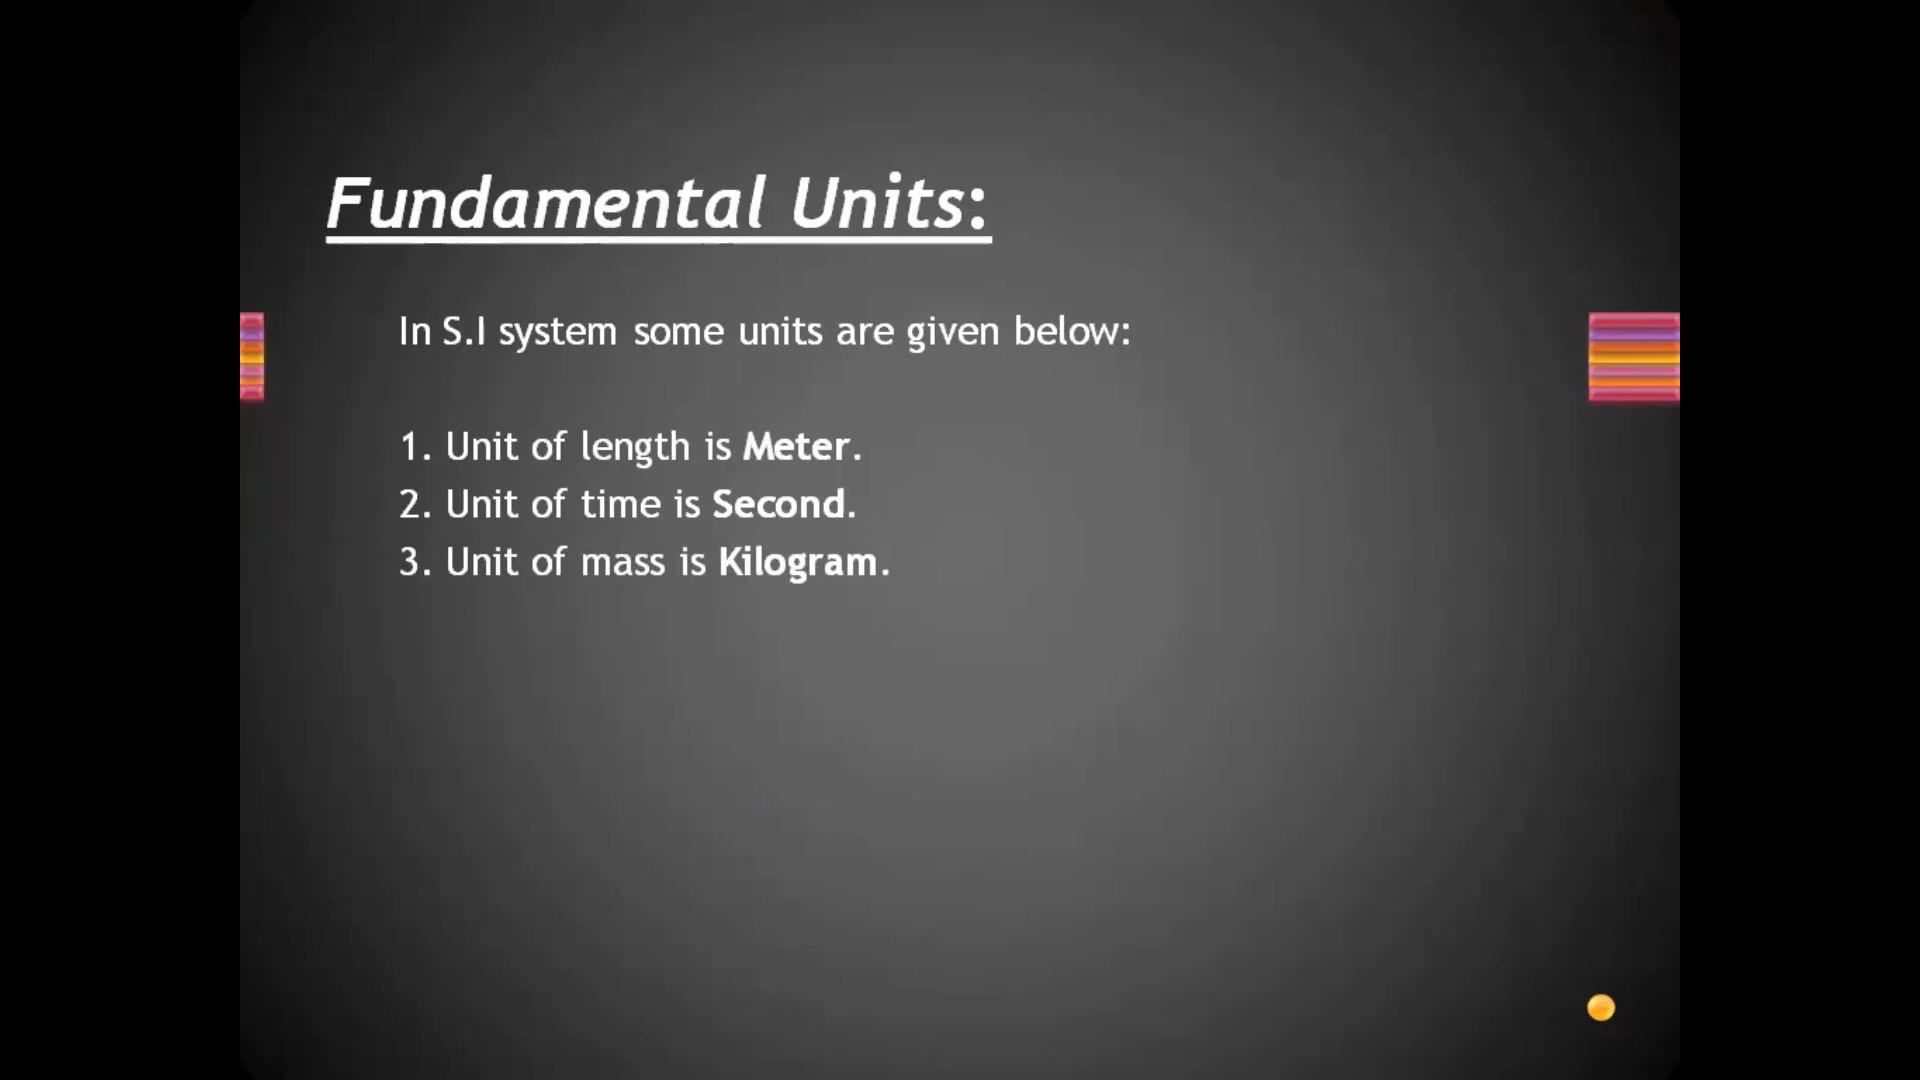 Fundamental Units:
In S.I system some units are given below:
1. Unit of length is Meter.
2. Unit of time is Second.
3. Unit of mass is Kilogram.